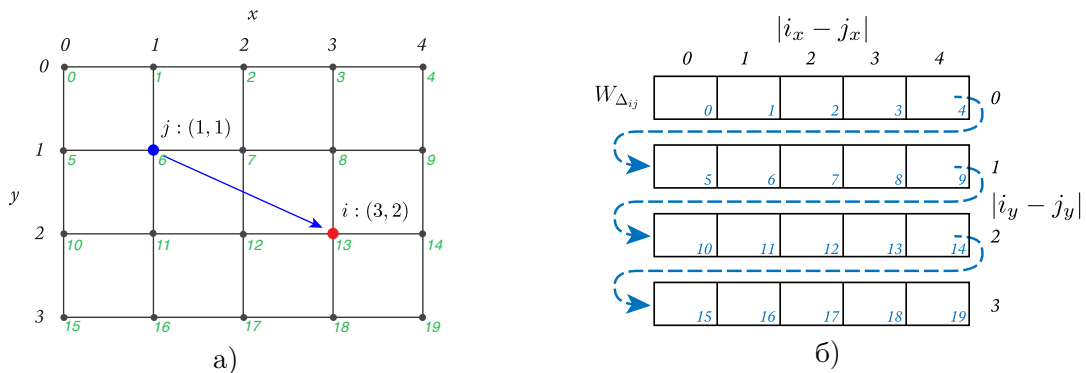 x
0 1 2 3 4
0
0 1 2 3 4
j : (1, 1)
1
5 6 7 8 9
y
i : (3, 2)
2
10 11 12 13 14
3
15 16 17 18 19
а)
|i_x − j_x|
0 1 2 3 4
W_{Δ_{ij}}
0 1 2 3 4
0
5 6 7 8 9
1
|i_y − j_y|
10 11 12 13 14
2
15 16 17 18 19
3
б)